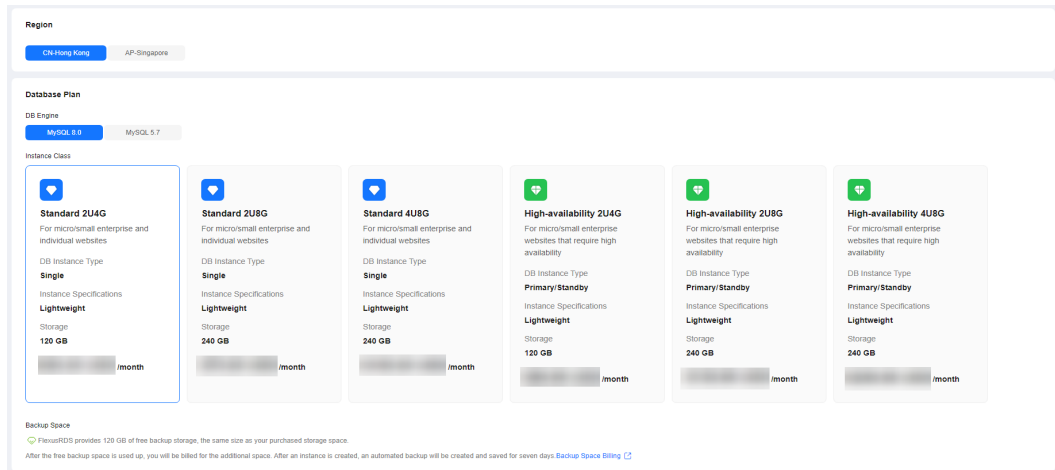 Region
CN-Hong Kong
AP-Singapore
Database Plan
DB Engine
MySQL 8.0
MySQL 5.7
Instance Class
Standard 2U4G
For micro/small enterprise and
individual websites
DB Instance Type
Single
Instance Specifications
Lightweight
Storage
120 GB
/month
Standard 2U8G
For micro/small enterprise and
individual websites
DB Instance Type
Single
Instance Specifications
Lightweight
Storage
240 GB
/month
Standard 4U8G
For micro/small enterprise and
individual websites
DB Instance Type
Single
Instance Specifications
Lightweight
Storage
240 GB
/month
High-availability 2U4G
For micro/small enterprise
websites that require high
availability
DB Instance Type
Primary/Standby
Instance Specifications
Lightweight
Storage
120 GB
/month
High-availability 2U8G
For micro/small enterprise
websites that require high
availability
DB Instance Type
Primary/Standby
Instance Specifications
Lightweight
Storage
240 GB
/month
High-availability 4U8G
For micro/small enterprise
websites that require high
availability
DB Instance Type
Primary/Standby
Instance Specifications
Lightweight
Storage
240 GB
/month
Backup Space
FlexusRDS provides 120 GB of free backup storage, the same size as your purchased storage space.
After the free backup space is used up, you will be billed for the additional space. After an instance is created, an automated backup will be created and saved for seven days.Backup Space Billing